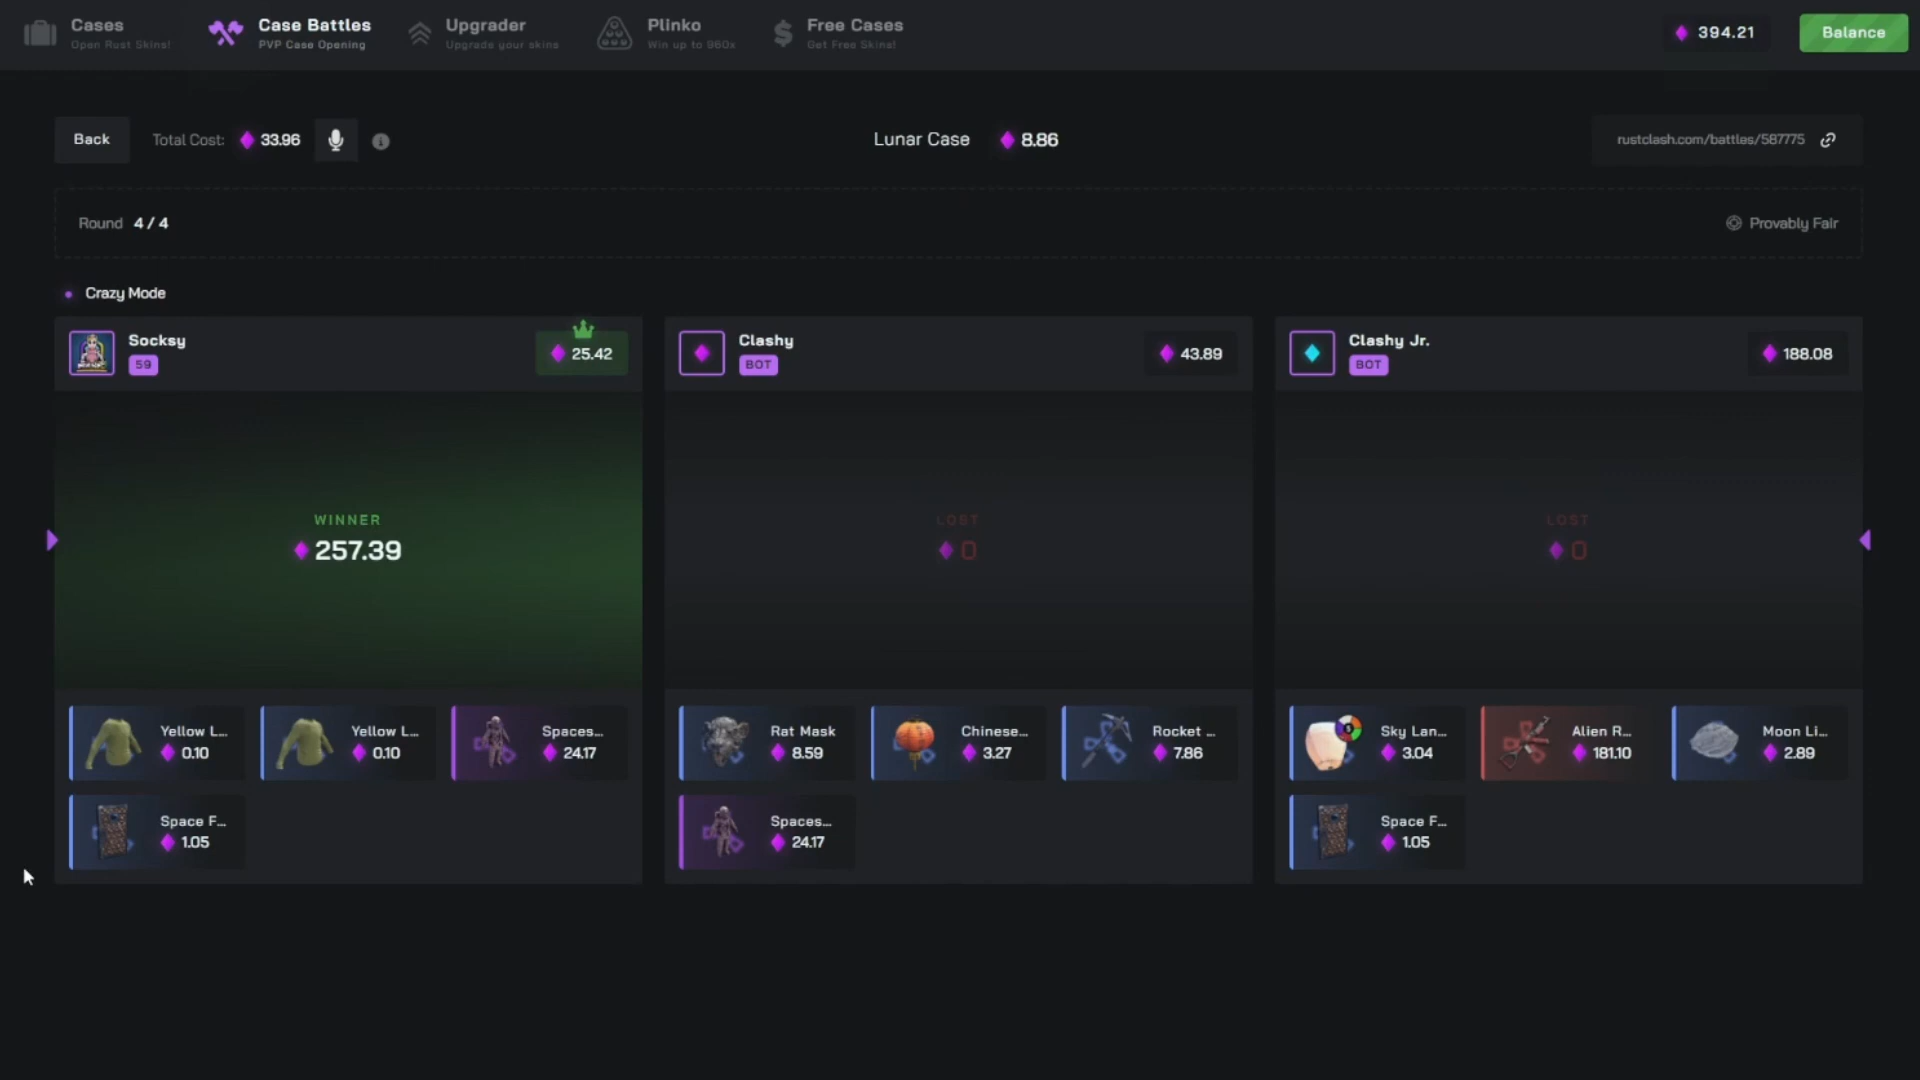 Cases
Open Rust Skins!
Case Battles
PVP Case Opening
Upgrader
Upgrade your skins
Plinko
Win up to 960x
Free Cases
Get Free Skins!
394.21
Balance
Back
Total Cost: 33.96
Lunar Case 8.86
rustclash.com/battles/587775
Round 4 / 4
Provably Fair
Crazy Mode
Socksy
59
25.42
WINNER
257.39
Yellow L...
0.10
Yellow L...
0.10
Spaces...
24.17
Space F...
1.05
Clashy
BOT
43.89
LOST
0
Rat Mask
8.59
Chinese...
3.27
Rocket ...
7.86
Spaces...
24.17
Clashy Jr.
BOT
188.08
LOST
0
Sky Lan...
3.04
Alien R...
181.10
Moon Li...
2.89
Space F...
1.05